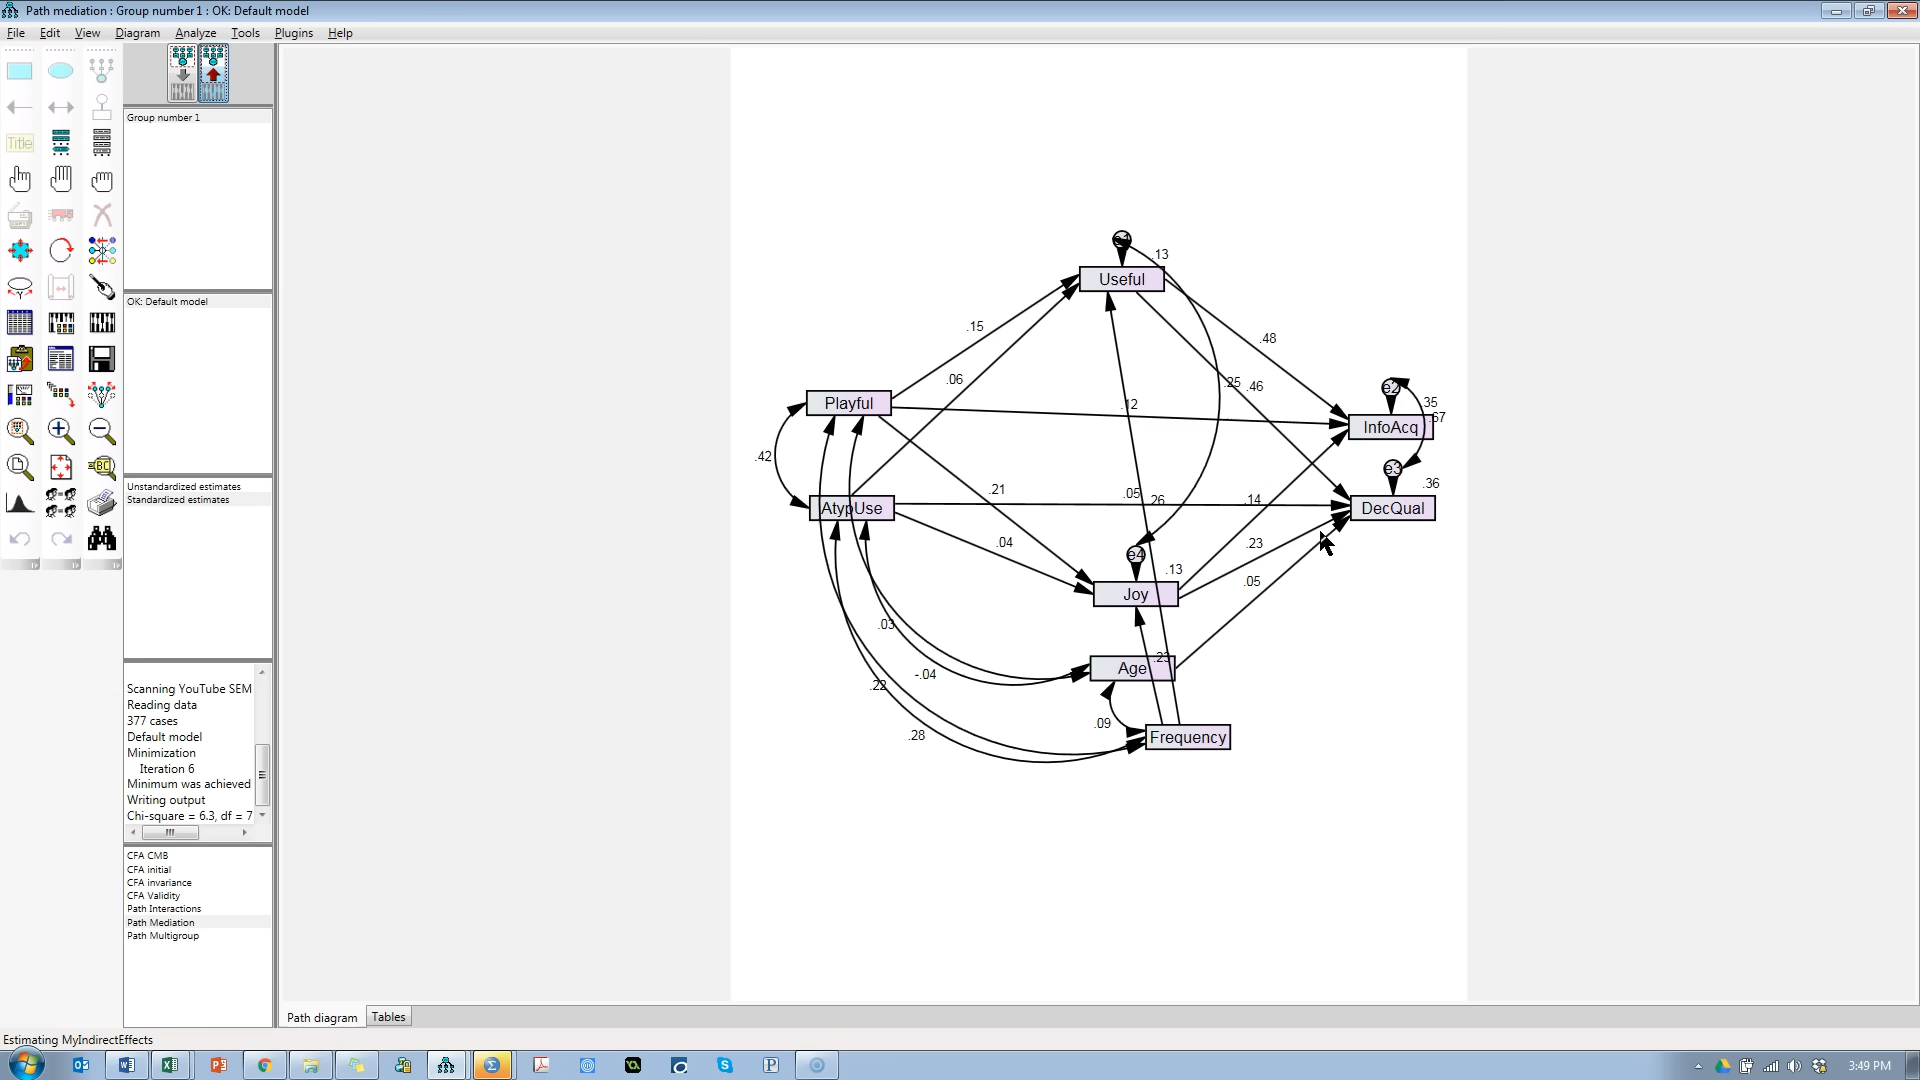 Path mediation : Group number 1 : OK: Default model
File Edit View Diagram Analyze Tools Plugins Help
Title
Group number 1
OK: Default model
Unstandardized estimates
Standardized estimates
Scanning YouTube SEM
Reading data
377 cases
Default model
Minimization
Iteration 6
Minimum was achieved
Writing output
Chi-square = 6.3, df = 7
CFA CMB
CFA initial
CFA invariance
CFA Validity
Path Interactions
Path Mediation
Path Multigroup
.13
Useful
.15
.48
.06
.25 .46
e2
Playful
.12
.35
.67
InfoAcq
.42
e3
.21
.05
.26
.14
.36
AtypUse
DecQual
.04
.23
e4
.13
.05
Joy
.03
.23
Age
-.04
.22
.09
.28
Frequency
Path diagram Tables
Estimating MyIndirectEffects
3:49 PM